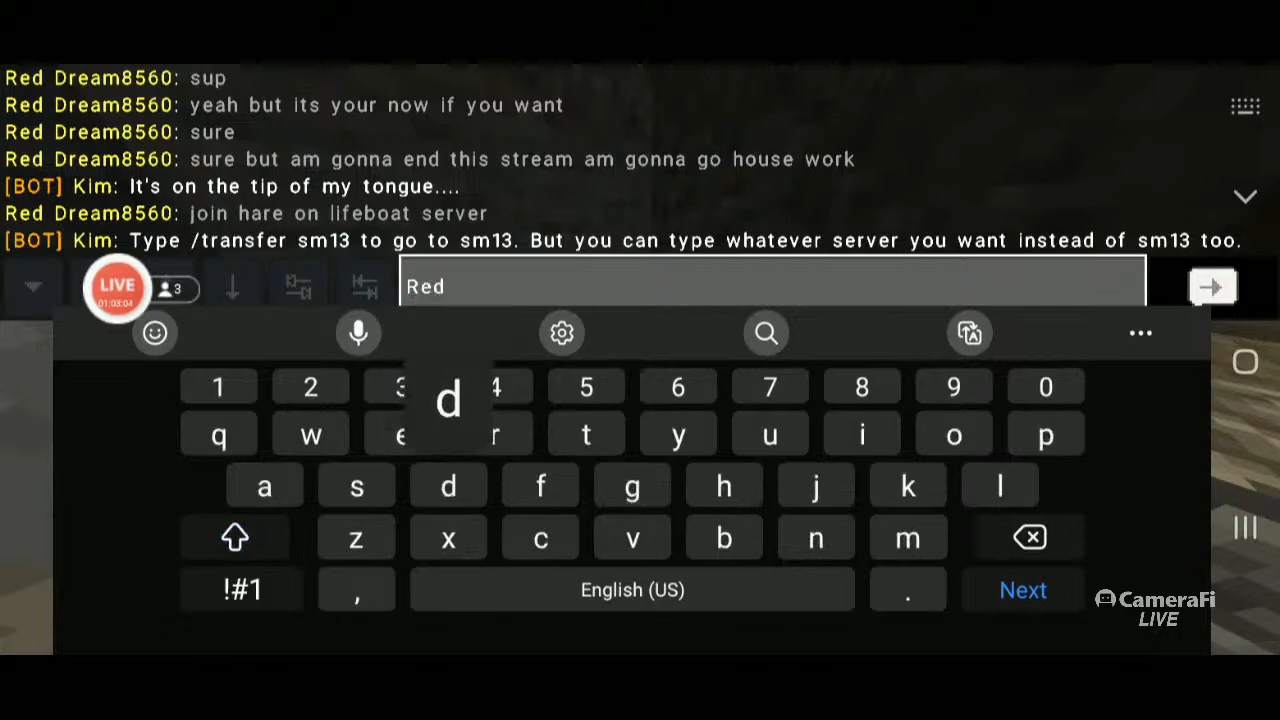 Red Dream8560: sup
Red Dream8560: yeah but its your now if you want
Red Dream8560: sure
Red Dream8560: sure but am gonna end this stream am gonna go house work
[BOT] Kim: It's on the tip of my tongue....
Red Dream8560: join hare on lifeboat server
[BOT] Kim: Type /transfer sm13 to go to sm13. But you can type whatever server you want instead of sm13 too.
LIVE
01:03:04
3
Red
1 2 3 4 5 6 7 8 9 0
d
q w e r t y u i o p
a s d f g h j k l
z x c v b n m
!#1 , English (US) . Next
CameraFi
LIVE